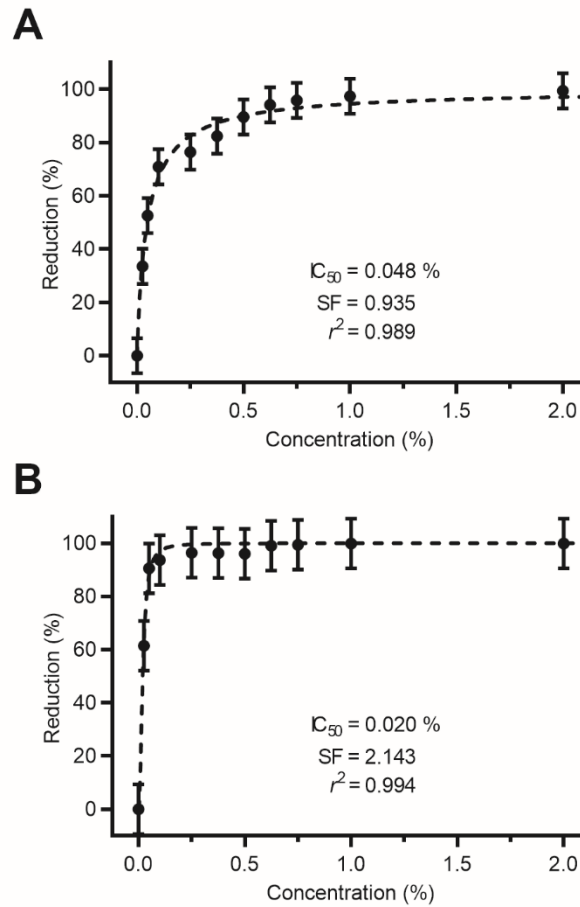 A
100
80
60
40
20
0
Reduction (%)
IC50 = 0.048 %
SF = 0.935
r2 = 0.989
0.0 0.5 1.0 1.5 2.0
Concentration (%)
B
100
80
60
40
20
0
Reduction (%)
IC50 = 0.020 %
SF = 2.143
r2 = 0.994
0.0 0.5 1.0 1.5 2.0
Concentration (%)